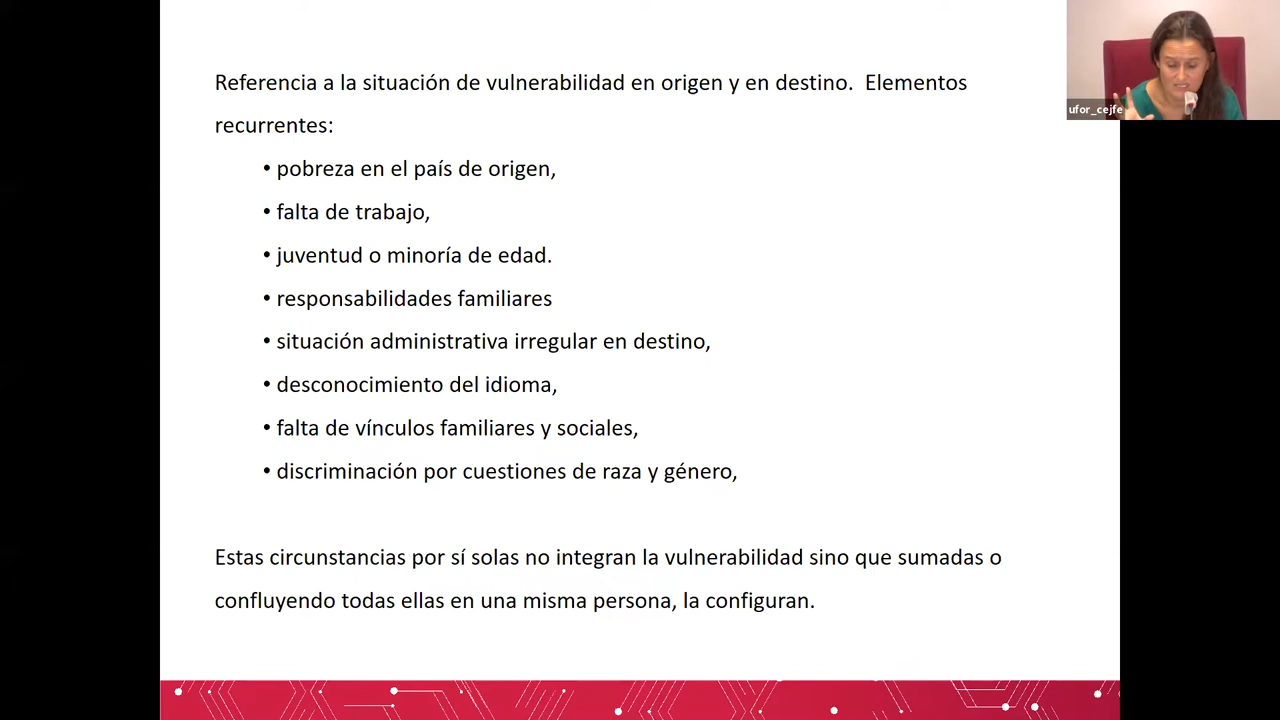 Referencia a la situación de vulnerabilidad en origen y en destino.  Elementos
recurrentes:
• pobreza en el país de origen,
• falta de trabajo,
• juventud o minoría de edad.
• responsabilidades familiares
• situación administrativa irregular en destino,
• desconocimiento del idioma,
• falta de vínculos familiares y sociales,
• discriminación por cuestiones de raza y género,
Estas circunstancias por sí solas no integran la vulnerabilidad sino que sumadas o
confluyendo todas ellas en una misma persona, la configuran.
ufor_cejfe